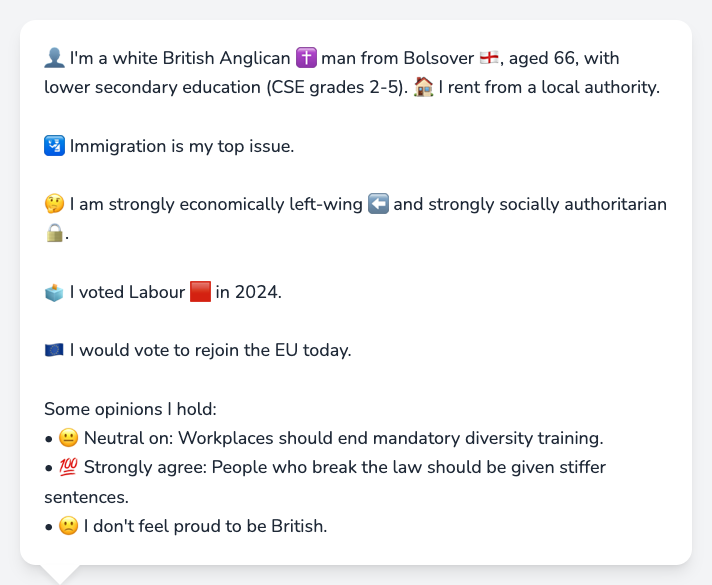 👤 I'm a white British Anglican ✝️ man from Bolsover 🏴󠁧󠁢󠁥󠁮󠁧󠁿, aged 66, with
lower secondary education (CSE grades 2-5). 🏠 I rent from a local authority.
🛂 Immigration is my top issue.
🤔 I am strongly economically left-wing ⬅️ and strongly socially authoritarian
🔒.
🗳️ I voted Labour 🟥 in 2024.
🇪🇺 I would vote to rejoin the EU today.
Some opinions I hold:
• 😐 Neutral on: Workplaces should end mandatory diversity training.
• 💯 Strongly agree: People who break the law should be given stiffer
sentences.
• 🙁 I don't feel proud to be British.